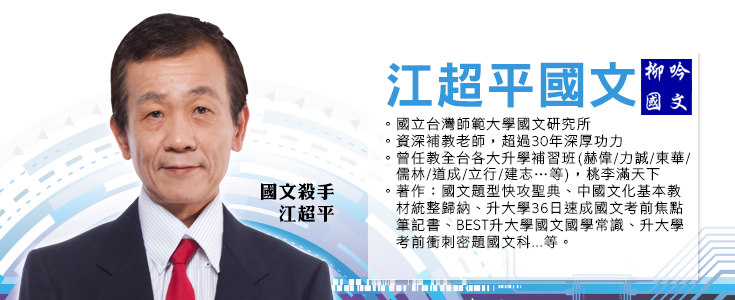 江超平國文
柳吟
國文
。國立台灣師範大學國文研究所
。資深補教老師，超過30年深厚功力
。曾任教全台各大升學補習班(赫偉/力誠/東華/
儒林/道成/立行/建志…等)，桃李滿天下
。著作：國文題型快攻聖典、中國文化基本教
材統整歸納、升大學36日速成國文考前焦點
筆記書、BEST升大學國文國學常識、升大學
考前衝刺密題國文科...等。
國文殺手
江超平